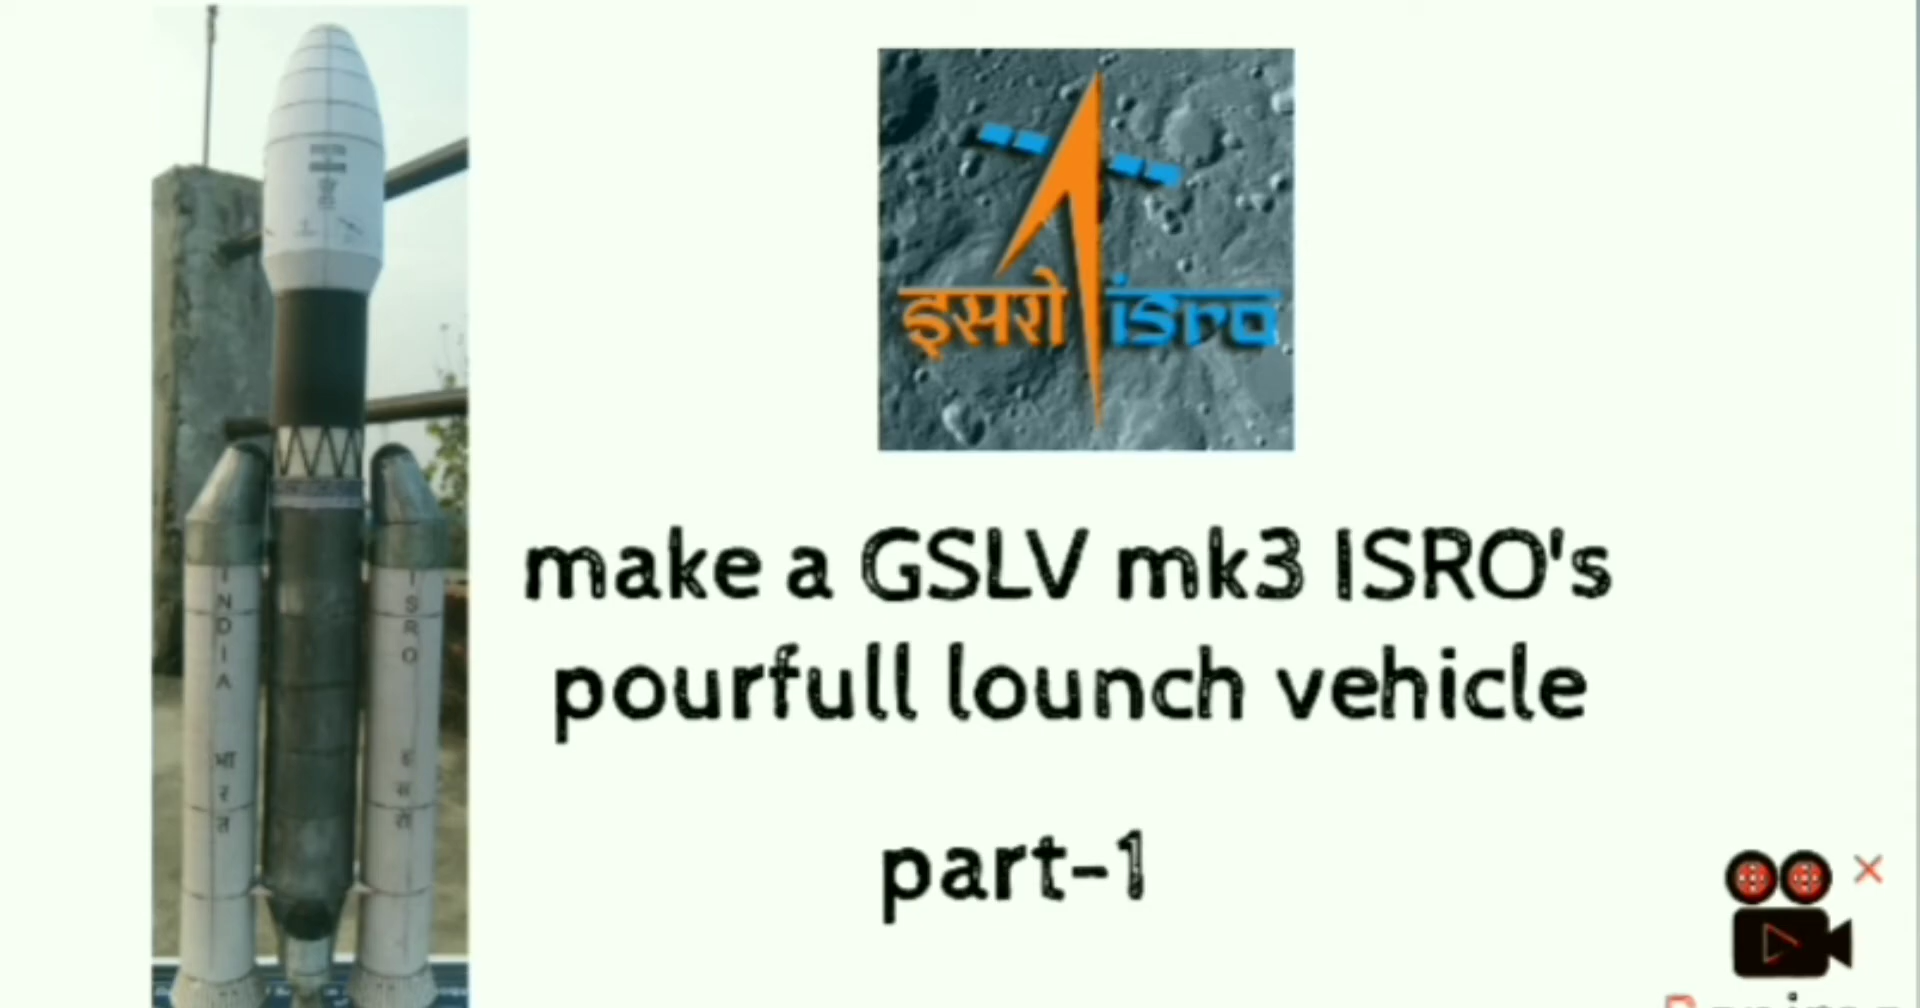 इसरो isro
make a GSLV mk3 ISRO's
pourfull lounch vehicle
part-1
INDIA
भारत
ISRO
इसरो